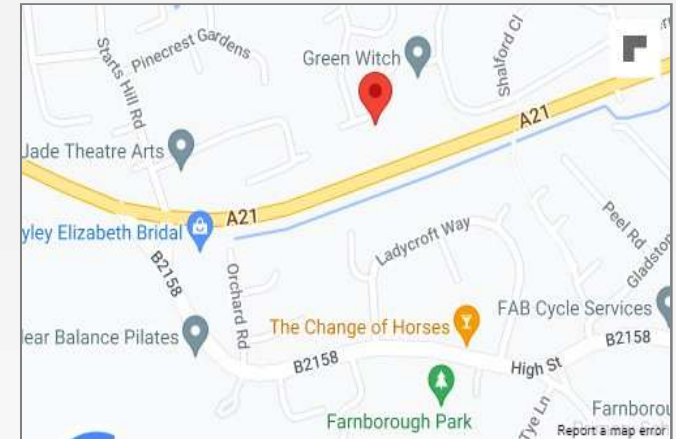 Starts Hill Rd
Pinecrest Gardens
Green Witch
Shalford Cl
A21
Jade Theatre Arts
A21
yley Elizabeth Bridal
Ladycroft Way
Peel Rd
Gladston
B2158
Orchard Rd
FAB Cycle Services
The Change of Horses
lear Balance Pilates
B2158
B2158
High St
Farnborough Park
Tye Ln
Farnborou
Report a map error